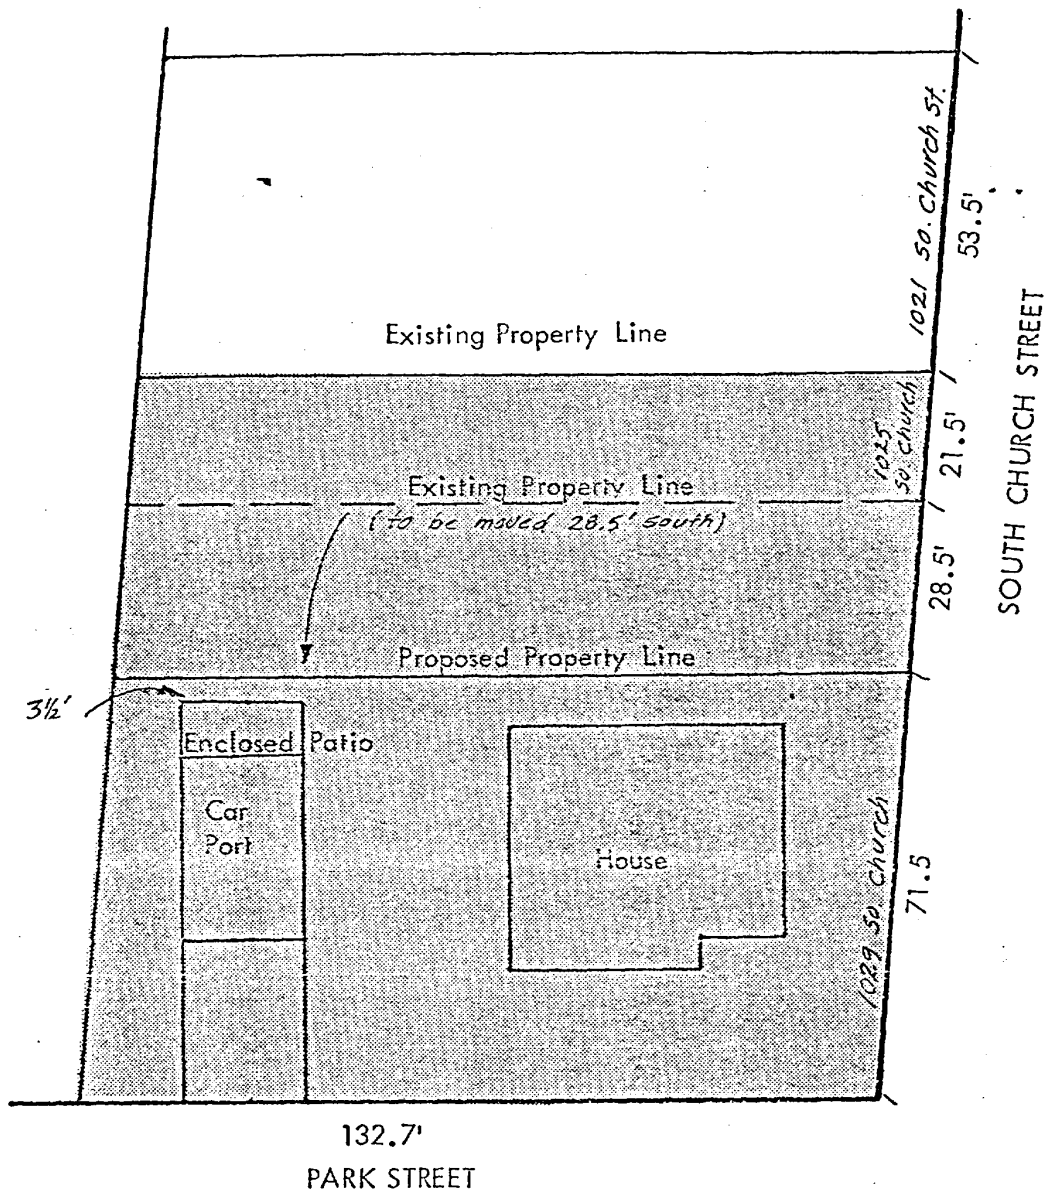 1021 So. Church St.
53.5'
Existing Property Line
SOUTH CHURCH STREET
1025
So. Church
21.5'
Existing Property Line
(to be moved 28.5' south)
28.5'
Proposed Property Line
3½'
Enclosed Patio
Car
Port
House
1029 So. Church
71.5
132.7'
PARK STREET